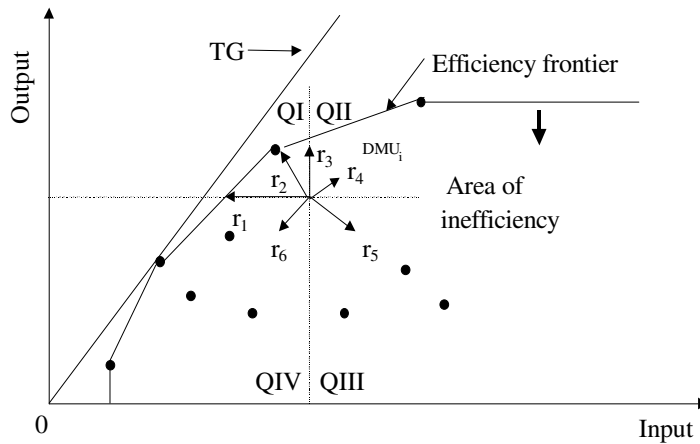 TG
Efficiency frontier
Output
QI QII
r₃
DMUᵢ
r₂
r₄
Area of
inefficiency
r₁
r₆
r₅
QIV QIII
0
Input